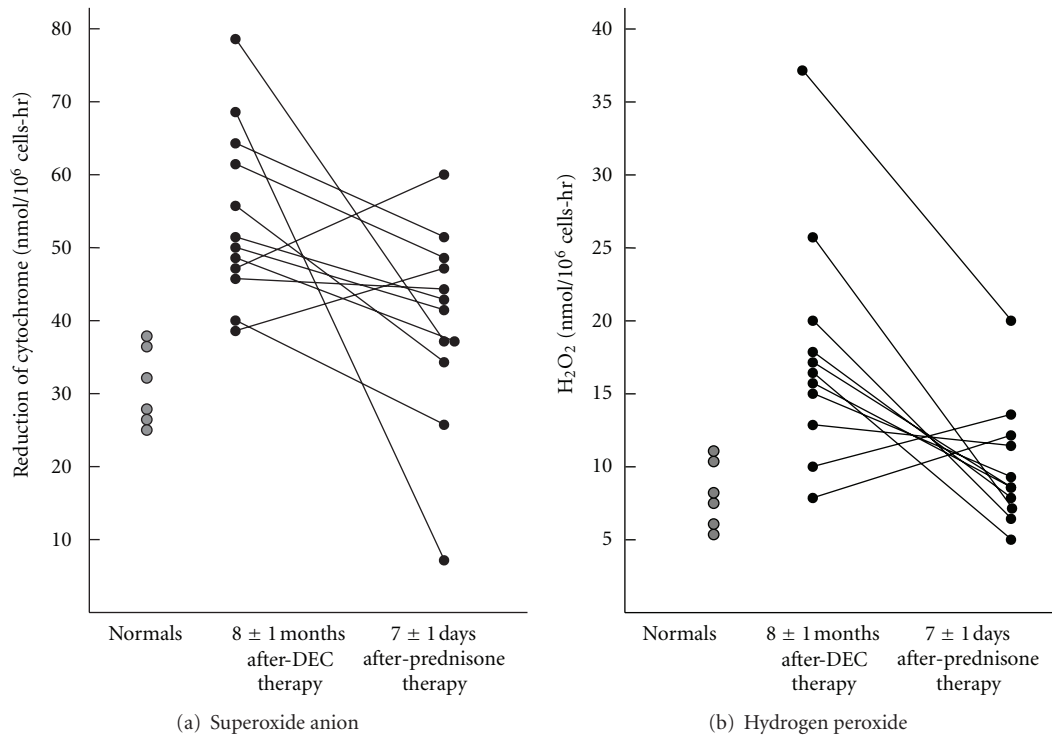 Reduction of cytochrome (nmol/10⁶ cells-hr)
80
70
60
50
40
30
20
10
Normals
8 ± 1 months
after-DEC
therapy
7 ± 1 days
after-prednisone
therapy
(a) Superoxide anion
H₂O₂ (nmol/10⁶ cells-hr)
40
35
30
25
20
15
10
5
Normals
8 ± 1 months
after-DEC
therapy
7 ± 1 days
after-prednisone
therapy
(b) Hydrogen peroxide